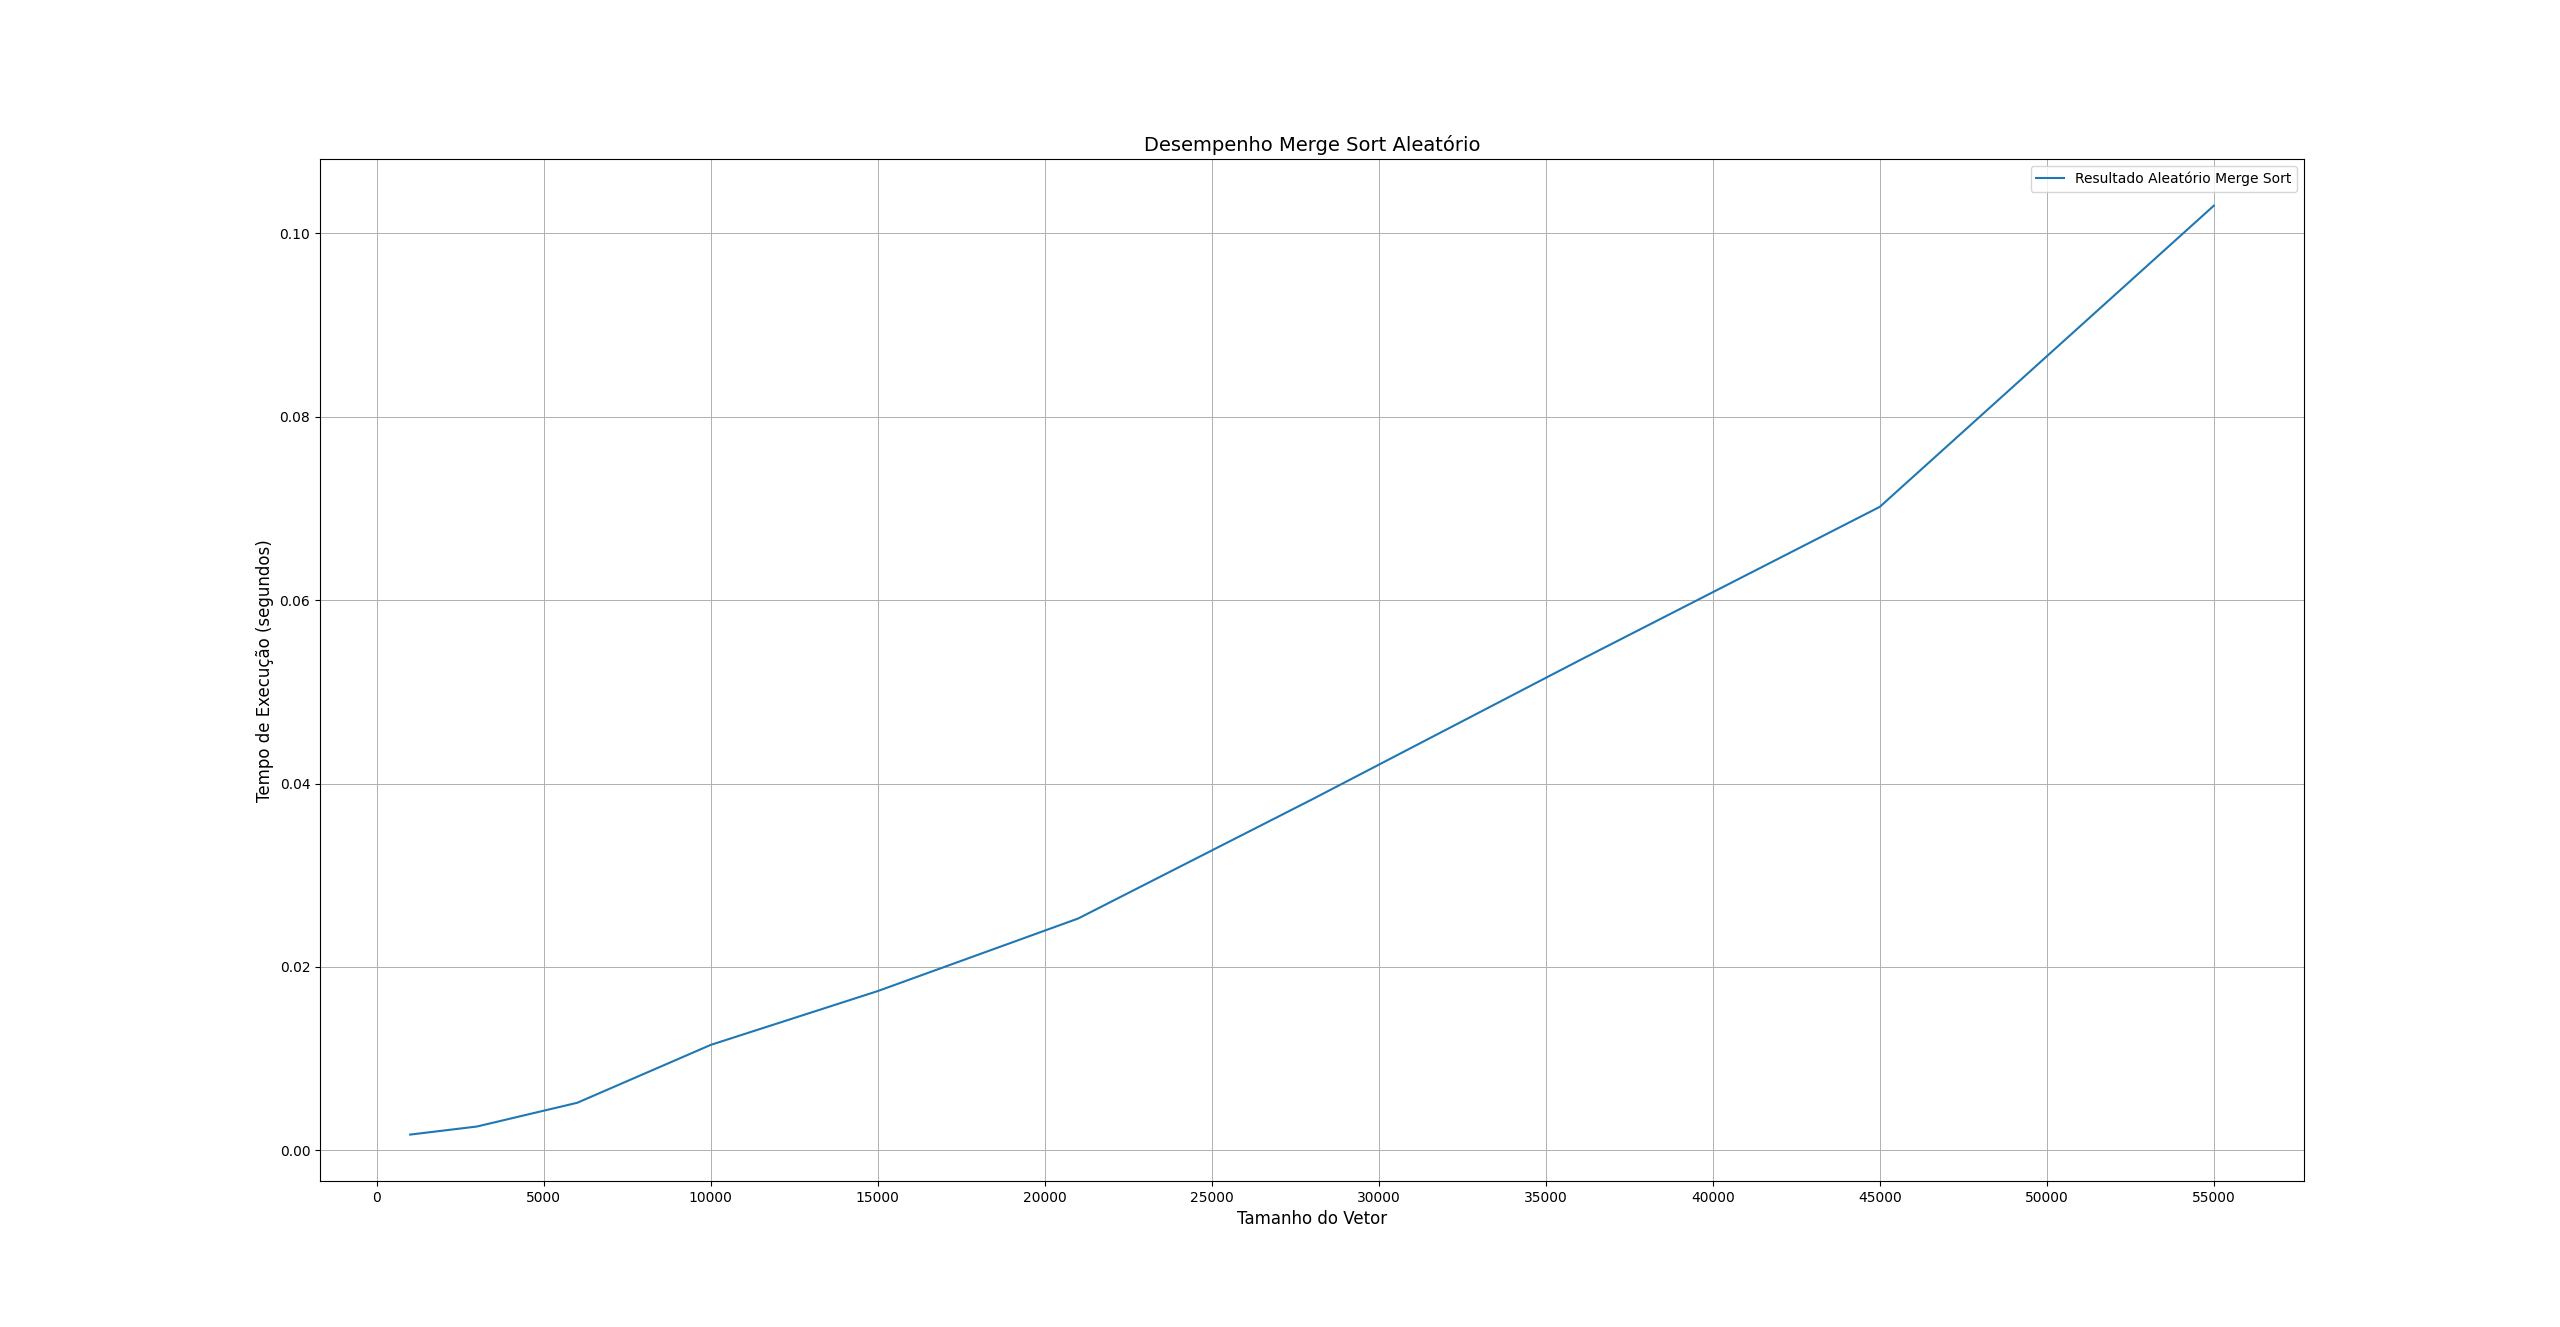 Desempenho Merge Sort Aleatório
Resultado Aleatório Merge Sort
0.10
0.08
0.06
0.04
0.02
0.00
Tempo de Execução (segundos)
0 5000 10000 15000 20000 25000 30000 35000 40000 45000 50000 55000
Tamanho do Vetor